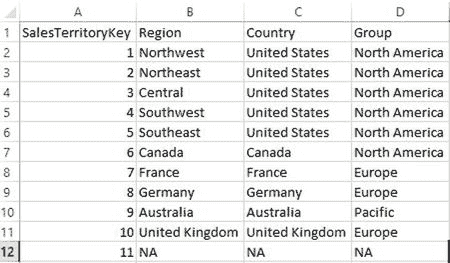 A B C D
1 SalesTerritoryKey Region Country Group
2 1 Northwest United States North America
3 2 Northeast United States North America
4 3 Central United States North America
5 4 Southwest United States North America
6 5 Southeast United States North America
7 6 Canada Canada North America
8 7 France France Europe
9 8 Germany Germany Europe
10 9 Australia Australia Pacific
11 10 United Kingdom United Kingdom Europe
12 11 NA NA NA